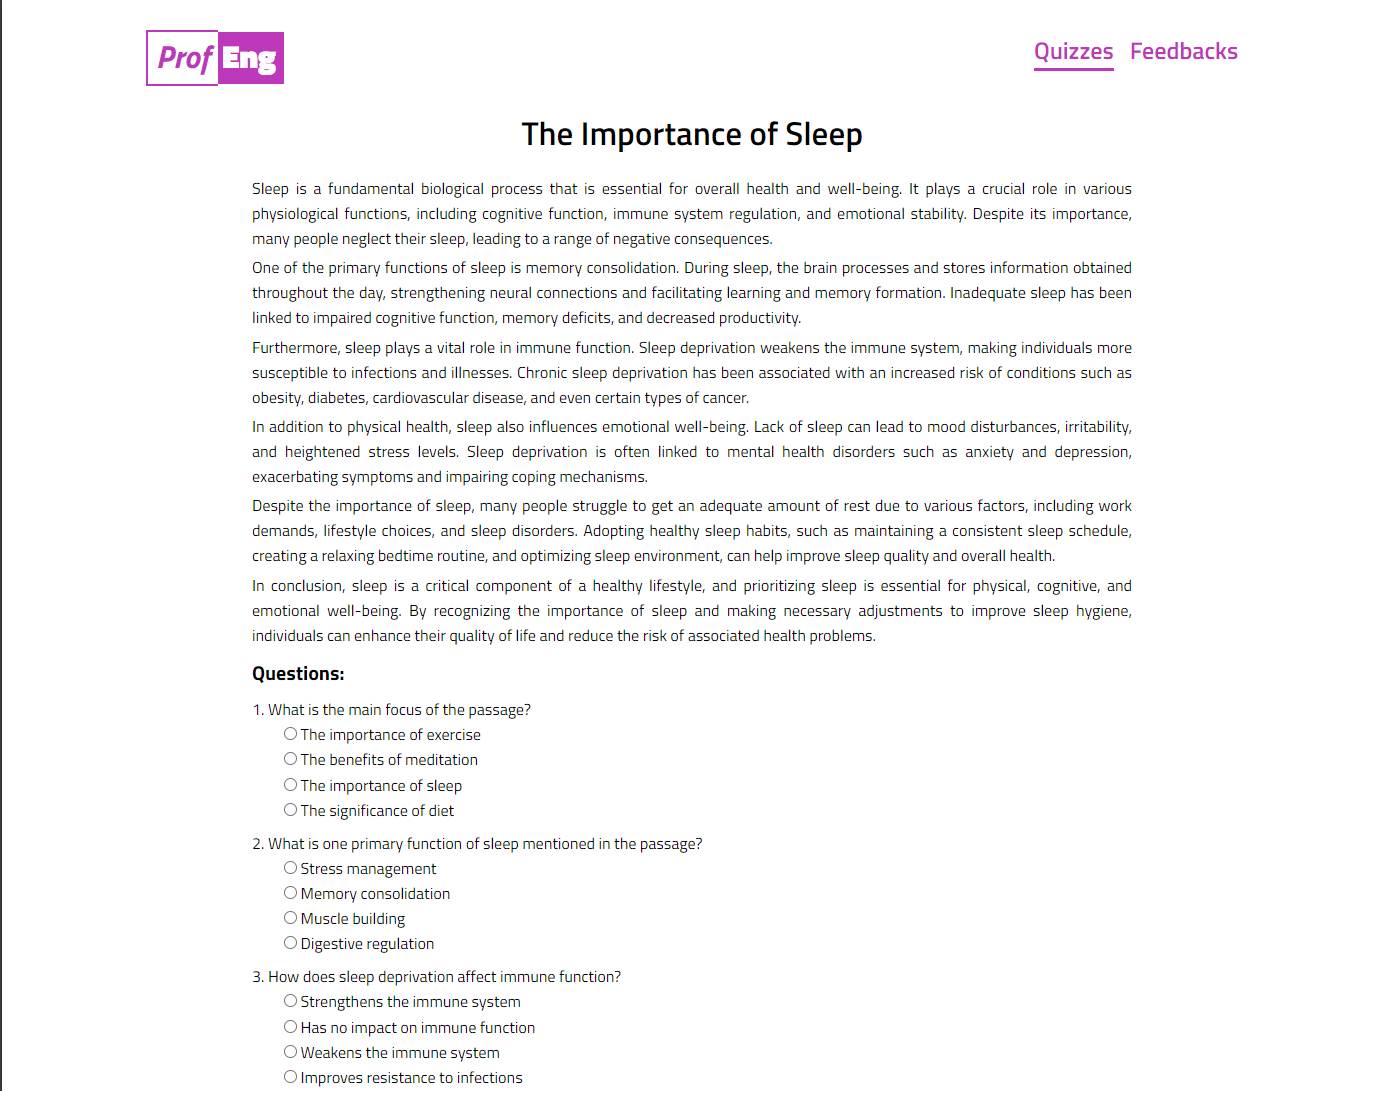 Prof Eng
Quizzes Feedbacks
The Importance of Sleep
Sleep is a fundamental biological process that is essential for overall health and well-being. It plays a crucial role in various
physiological functions, including cognitive function, immune system regulation, and emotional stability. Despite its importance,
many people neglect their sleep, leading to a range of negative consequences.
One of the primary functions of sleep is memory consolidation. During sleep, the brain processes and stores information obtained
throughout the day, strengthening neural connections and facilitating learning and memory formation. Inadequate sleep has been
linked to impaired cognitive function, memory deficits, and decreased productivity.
Furthermore, sleep plays a vital role in immune function. Sleep deprivation weakens the immune system, making individuals more
susceptible to infections and illnesses. Chronic sleep deprivation has been associated with an increased risk of conditions such as
obesity, diabetes, cardiovascular disease, and even certain types of cancer.
In addition to physical health, sleep also influences emotional well-being. Lack of sleep can lead to mood disturbances, irritability,
and heightened stress levels. Sleep deprivation is often linked to mental health disorders such as anxiety and depression,
exacerbating symptoms and impairing coping mechanisms.
Despite the importance of sleep, many people struggle to get an adequate amount of rest due to various factors, including work
demands, lifestyle choices, and sleep disorders. Adopting healthy sleep habits, such as maintaining a consistent sleep schedule,
creating a relaxing bedtime routine, and optimizing sleep environment, can help improve sleep quality and overall health.
In conclusion, sleep is a critical component of a healthy lifestyle, and prioritizing sleep is essential for physical, cognitive, and
emotional well-being. By recognizing the importance of sleep and making necessary adjustments to improve sleep hygiene,
individuals can enhance their quality of life and reduce the risk of associated health problems.
Questions:
1. What is the main focus of the passage?
The importance of exercise
The benefits of meditation
The importance of sleep
The significance of diet
2. What is one primary function of sleep mentioned in the passage?
Stress management
Memory consolidation
Muscle building
Digestive regulation
3. How does sleep deprivation affect immune function?
Strengthens the immune system
Has no impact on immune function
Weakens the immune system
Improves resistance to infections